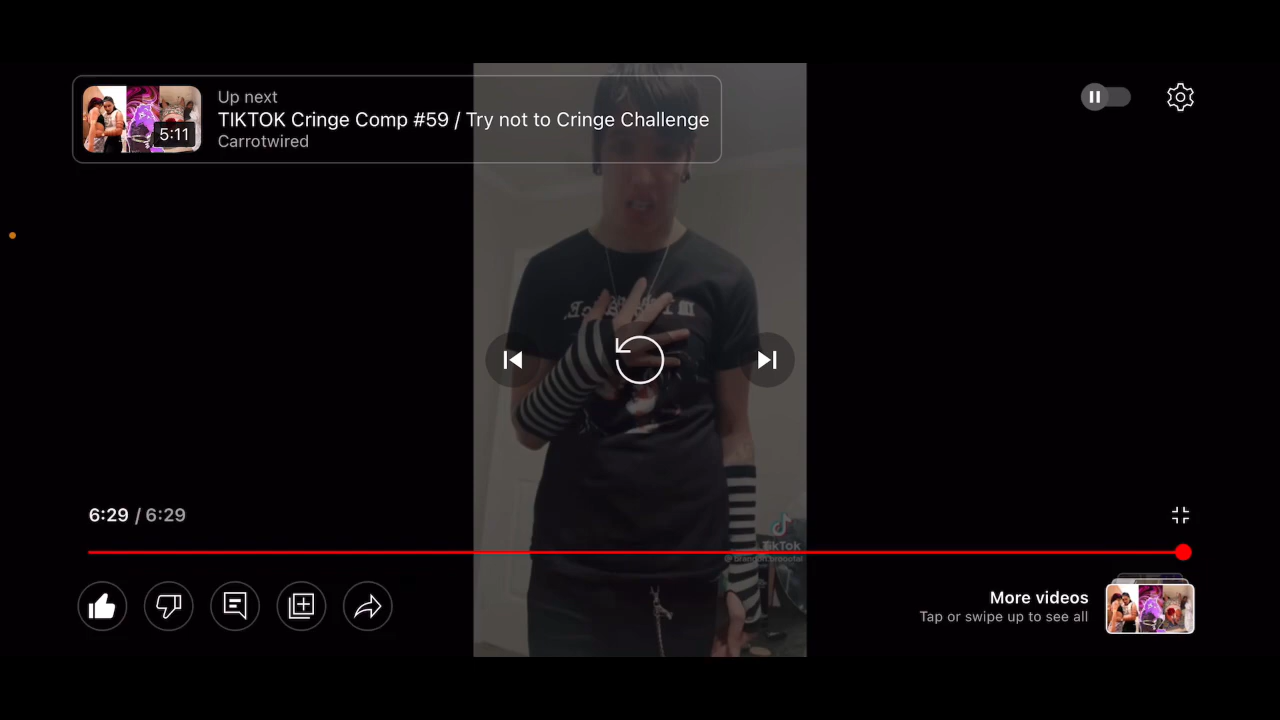 Up next
TIKTOK Cringe Comp #59 / Try not to Cringe Challenge
5:11
Carrotwired
6:29 / 6:29
TikTok
More videos
Tap or swipe up to see all